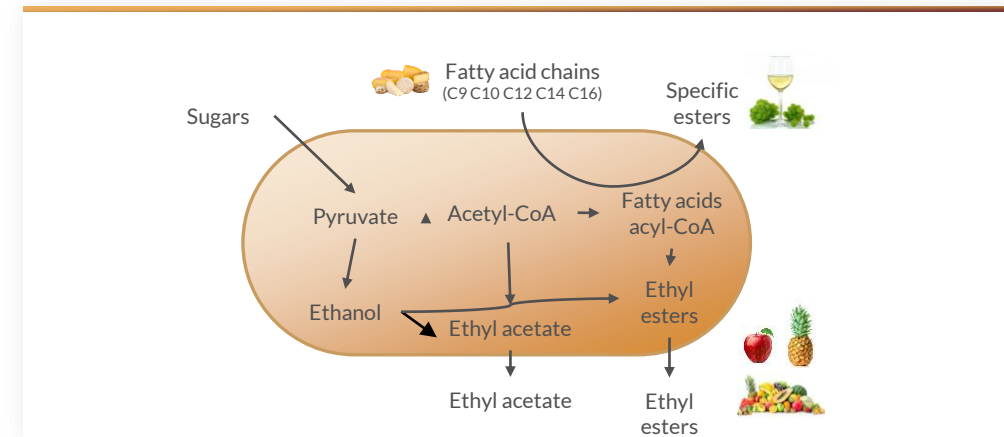 Fatty acid chains
(C9 C10 C12 C14 C16)
Specific
esters
Sugars
Pyruvate
Acetyl-CoA
Fatty acids
acyl-CoA
Ethanol
Ethyl acetate
Ethyl
esters
Ethyl acetate
Ethyl
esters